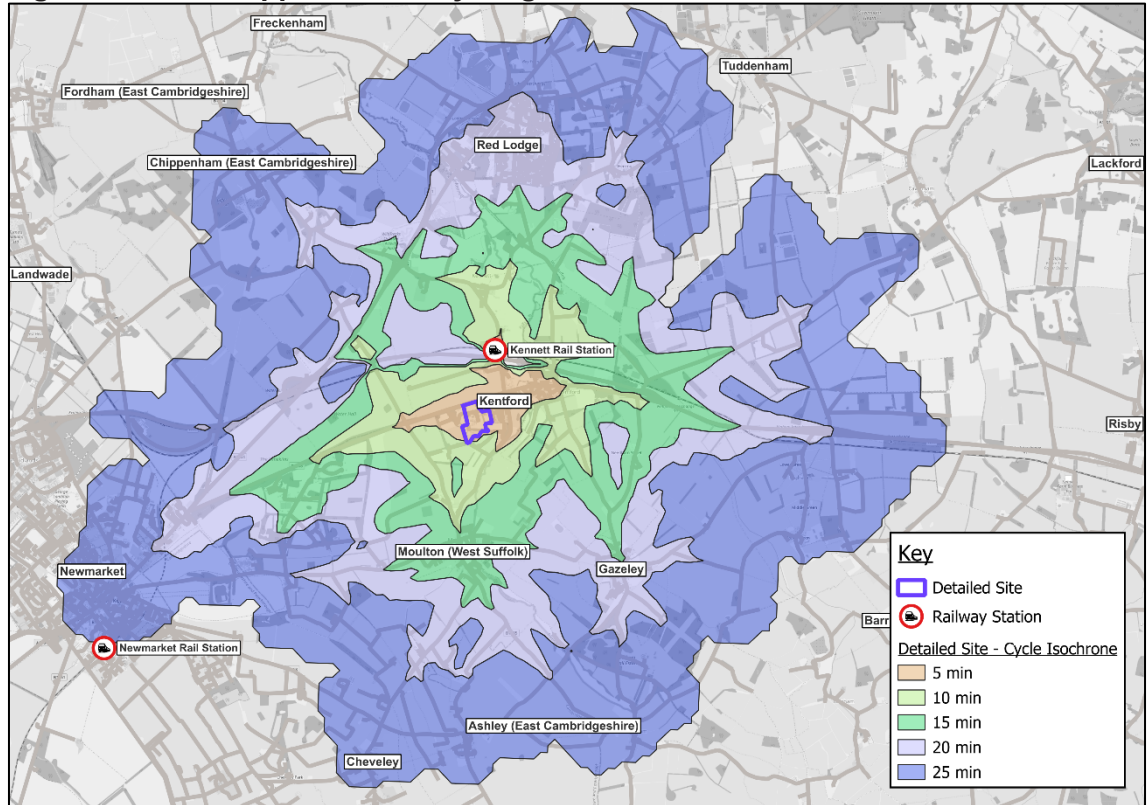 Freckenham
Tuddenham
Fordham (East Cambridgeshire)
Red Lodge
Chippenham (East Cambridgeshire)
Lackford
Landwade
Kennett Rail Station
Kentford
Risby
Moulton (West Suffolk)
Gazeley
Newmarket
Barr
Newmarket Rail Station
Ashley (East Cambridgeshire)
Cheveley
Key
Detailed Site
Railway Station
Detailed Site - Cycle Isochrone
5 min
10 min
15 min
20 min
25 min